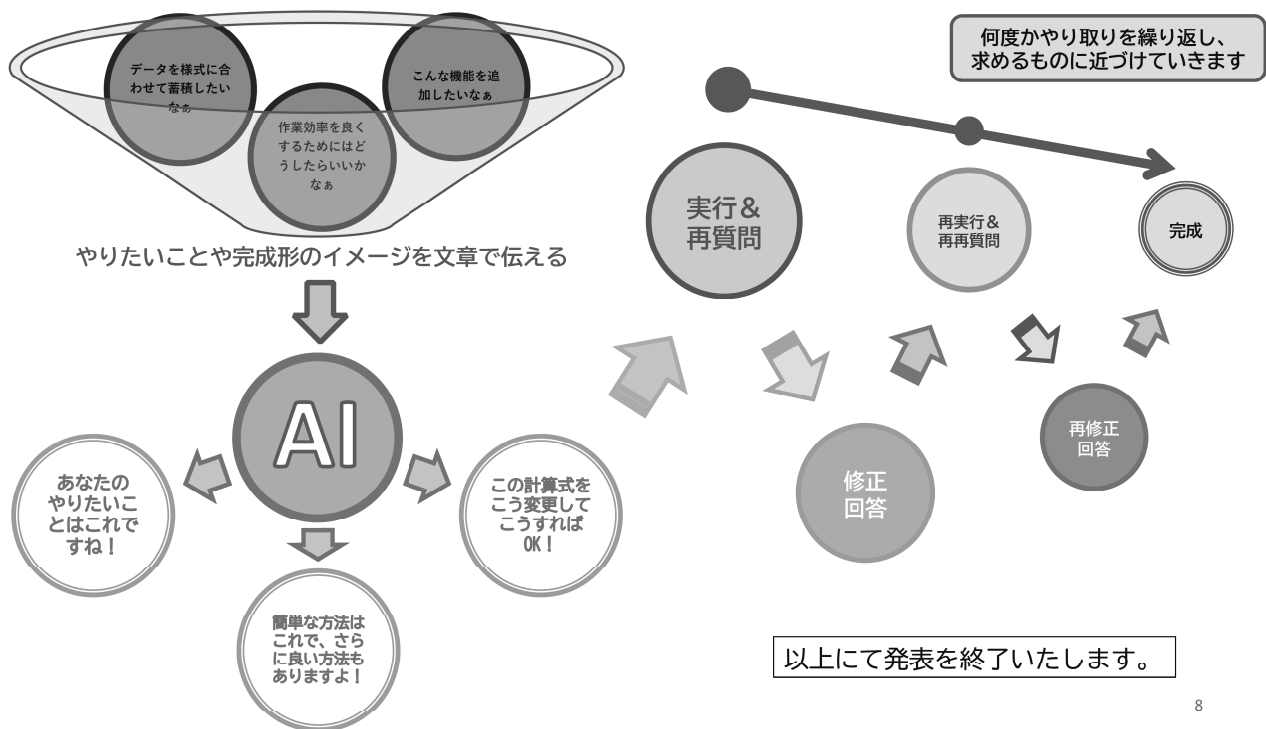 データを様式に合
わせて蓄積したい
なぁ
作業効率を良く
するためにはど
うしたらいいか
なぁ
こんな機能を追
加したいなぁ
やりたいことや完成形のイメージを文章で伝える
AI
あなたの
やりたいこ
とはこれで
すね！
簡単な方法は
これで、さら
に良い方法も
ありますよ！
この計算式を
こう変更して
こうすれば
OK！
何度かやり取りを繰り返し、
求めるものに近づけていきます
実行＆
再質問
修正
回答
再実行＆
再再質問
再修正
回答
完成
以上にて発表を終了いたします。
8